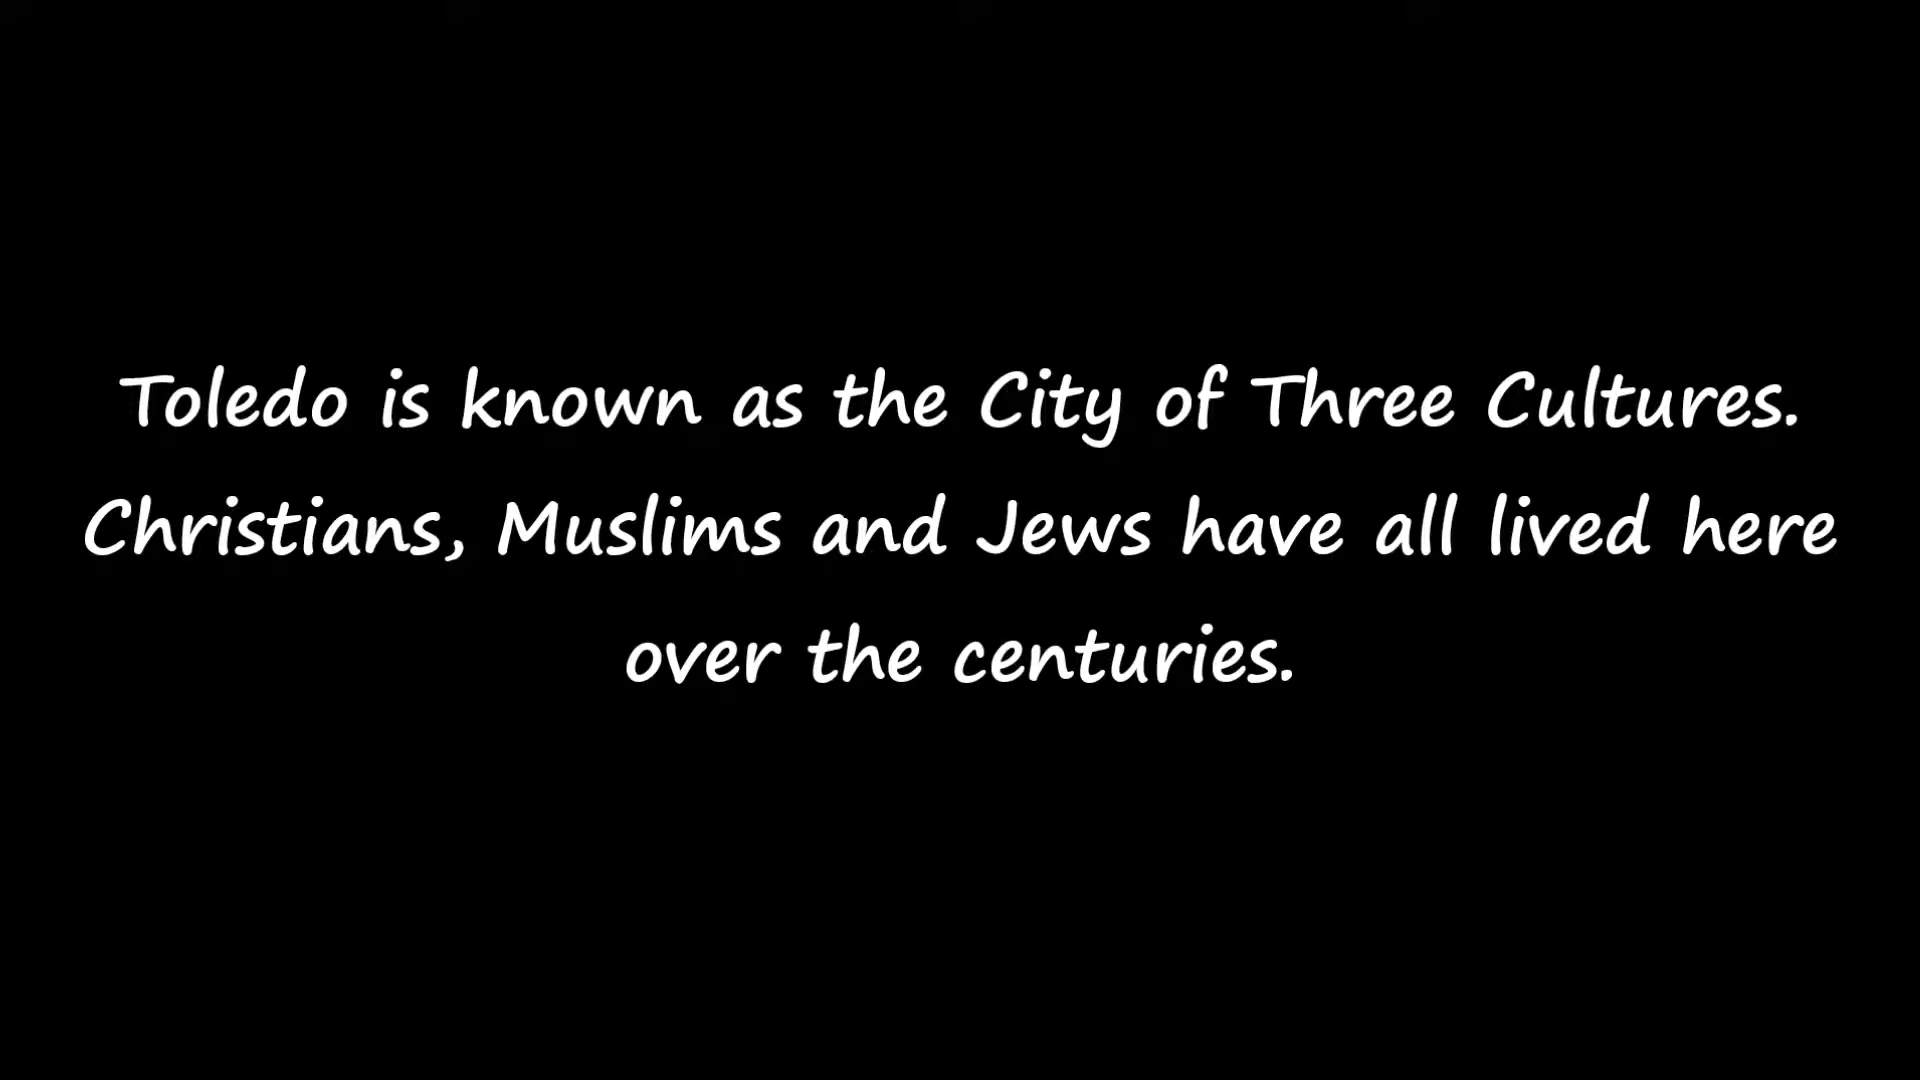 Toledo is known as the City of Three Cultures.
Christians, Muslims and Jews have all lived here
over the centuries.